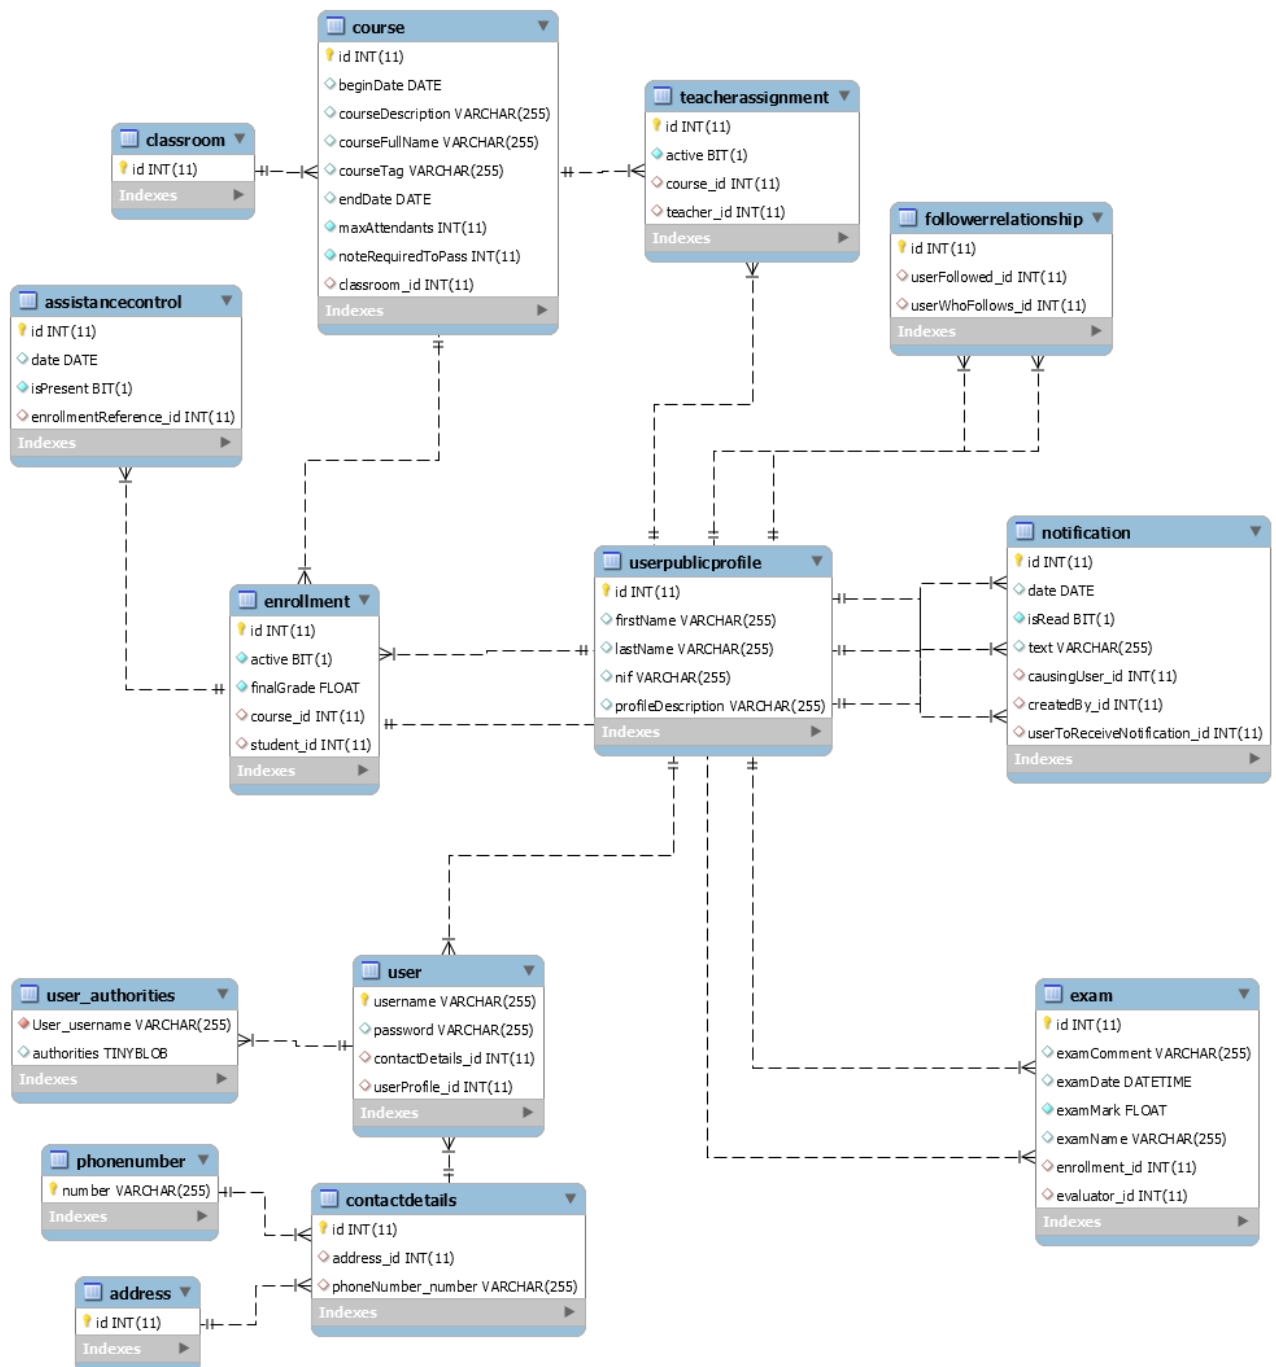 course
id INT(11)
beginDate DATE
courseDescription VARCHAR(255)
courseFullName VARCHAR(255)
courseTag VARCHAR(255)
endDate DATE
maxAttendants INT(11)
noteRequiredToPass INT(11)
classroom_id INT(11)
Indexes
teacherassignment
id INT(11)
active BIT(1)
course_id INT(11)
teacher_id INT(11)
Indexes
classroom
id INT(11)
Indexes
followerrelationship
id INT(11)
userFollowed_id INT(11)
userWhoFollows_id INT(11)
Indexes
assistancecontrol
id INT(11)
date DATE
isPresent BIT(1)
enrollmentReference_id INT(11)
Indexes
notification
id INT(11)
date DATE
isRead BIT(1)
text VARCHAR(255)
causingUser_id INT(11)
createdBy_id INT(11)
userToReceiveNotification_id INT(11)
Indexes
userpublicprofile
id INT(11)
firstName VARCHAR(255)
lastName VARCHAR(255)
nif VARCHAR(255)
profileDescription VARCHAR(255)
Indexes
enrollment
id INT(11)
active BIT(1)
finalGrade FLOAT
course_id INT(11)
student_id INT(11)
Indexes
user
username VARCHAR(255)
password VARCHAR(255)
contactDetails_id INT(11)
userProfile_id INT(11)
Indexes
user_authorities
User_username VARCHAR(255)
authorities TINYBLOB
Indexes
exam
id INT(11)
examComment VARCHAR(255)
examDate DATETIME
examMark FLOAT
examName VARCHAR(255)
enrollment_id INT(11)
evaluator_id INT(11)
Indexes
phonenumber
number VARCHAR(255)
Indexes
contactdetails
id INT(11)
address_id INT(11)
phoneNumber_number VARCHAR(255)
Indexes
address
id INT(11)
Indexes